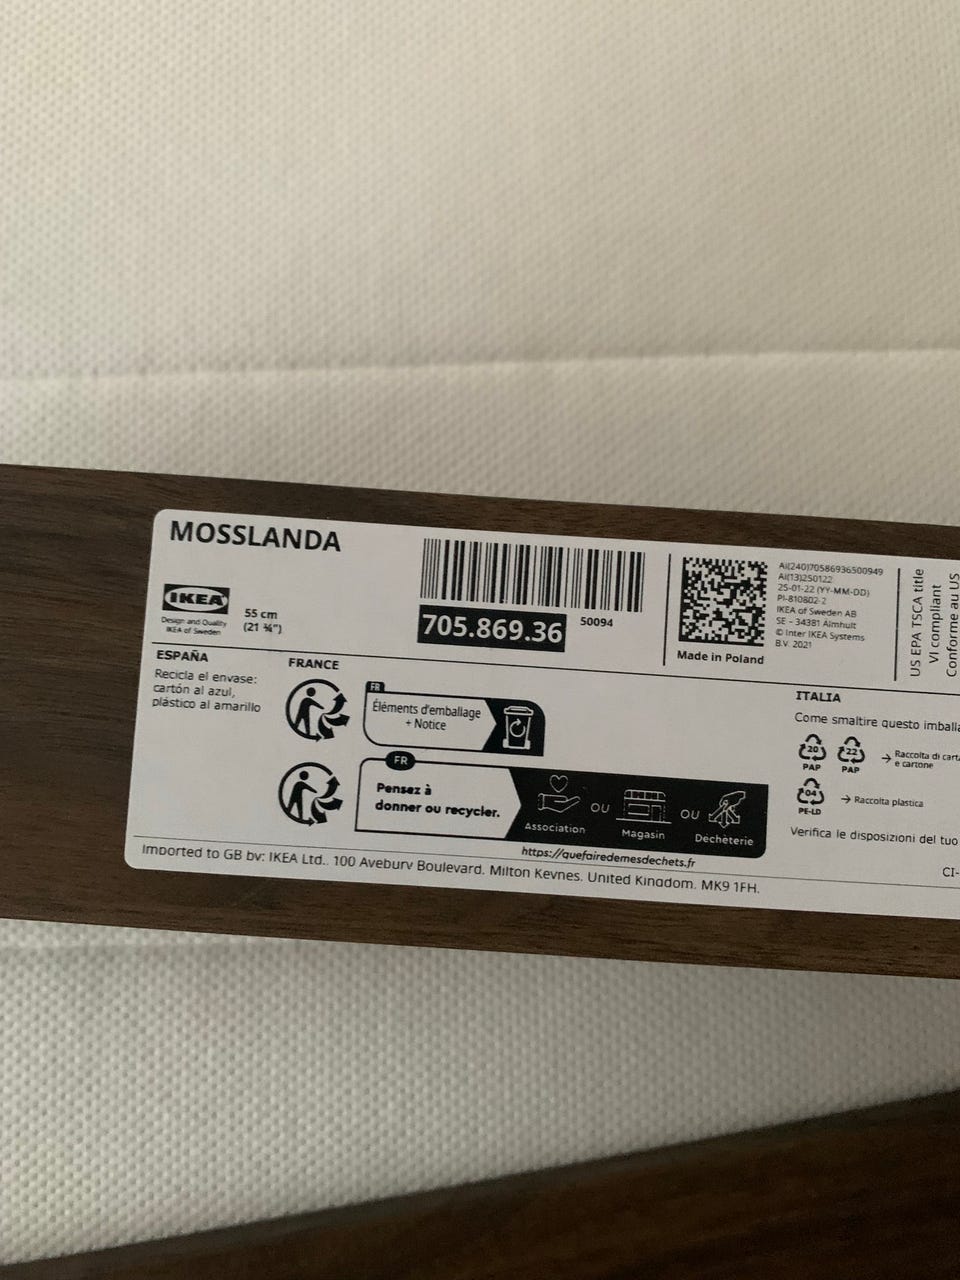 MOSSLANDA
IKEA
Design and Quality
IKEA of Sweden
55 cm
(21 ¾")
705.869.36
50094
AI(240)70586936500949
AI(13)250122
25-01-22 (YY-MM-DD)
PI-810802-2
IKEA of Sweden AB
SE - 34381 Älmhult
© Inter IKEA Systems
B.V. 2021
Made in Poland
US EPA TSCA title
VI compliant
Conforme au US
ESPAÑA
Recicla el envase:
cartón al azul,
plástico al amarillo
FRANCE
FR
Éléments d'emballage
+ Notice
FR
Pensez à
donner ou recycler.
Association
OU
Magasin
OU
Déchèterie
https://quefairedemesdechets.fr
ITALIA
Come smaltire questo imballa
20
PAP
22
PAP
→ Raccolta di cart
e cartone
04
PE-LD
→ Raccolta plastica
Verifica le disposizioni del tuo
CI-
Imported to GB by: IKEA Ltd., 100 Avebury Boulevard, Milton Keynes, United Kingdom, MK9 1FH.